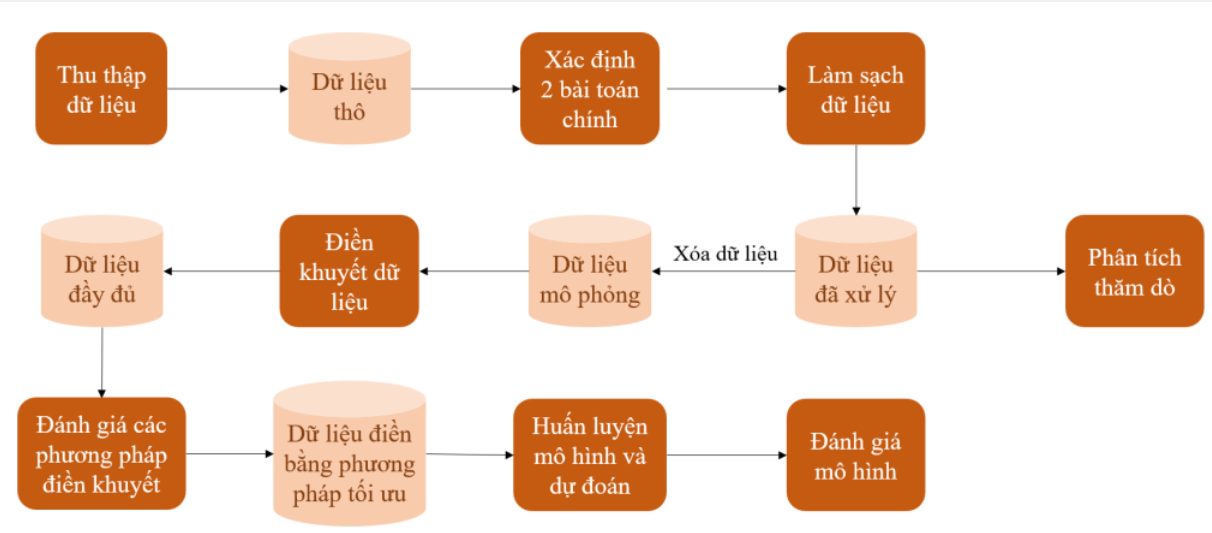 Thu thập
dữ liệu
Dữ liệu
thô
Xác định
2 bài toán
chính
Làm sạch
dữ liệu
Dữ liệu
đầy đủ
Điền
khuyết dữ
liệu
Dữ liệu
mô phỏng
Xóa dữ liệu
Dữ liệu
đã xử lý
Phân tích
thăm dò
Đánh giá các
phương pháp
điền khuyết
Dữ liệu điền
bằng phương
pháp tối ưu
Huấn luyện
mô hình và
dự đoán
Đánh giá
mô hình